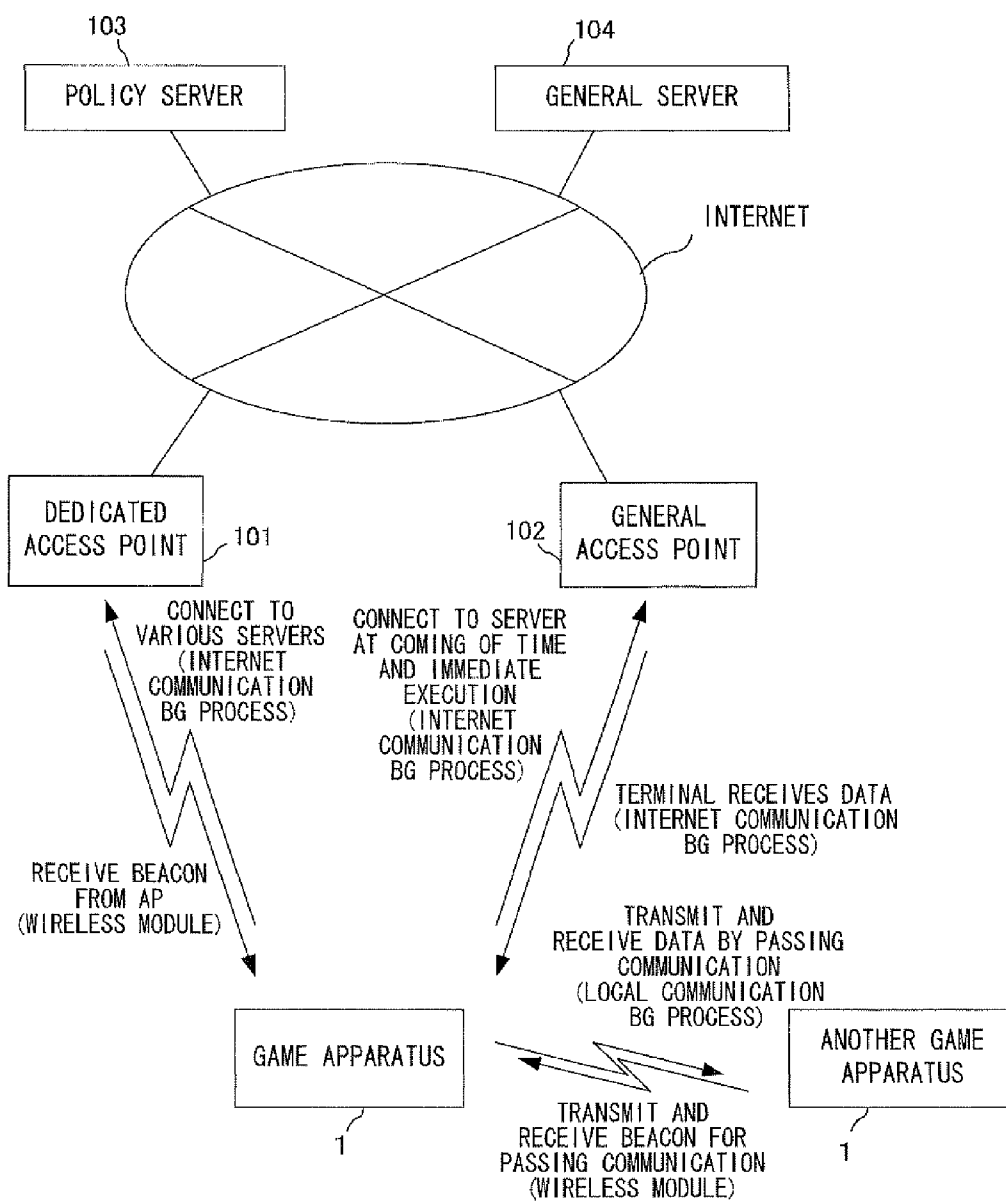 103
104
POLICY SERVER
GENERAL SERVER
INTERNET
DEDICATED
ACCESS POINT
101
GENERAL
ACCESS POINT
102
CONNECT TO
VARIOUS SERVERS
(INTERNET
COMMUNICATION
BG PROCESS)
CONNECT TO SERVER
AT COMING OF TIME
AND IMMEDIATE
EXECUTION
(INTERNET
COMMUNICATION
BG PROCESS)
TERMINAL RECEIVES DATA
(INTERNET COMMUNICATION
BG PROCESS)
RECEIVE BEACON
FROM AP
(WIRELESS MODULE)
TRANSMIT AND
RECEIVE DATA BY PASSING
COMMUNICATION
(LOCAL COMMUNICATION
BG PROCESS)
GAME APPARATUS
1
ANOTHER GAME
APPARATUS
1
TRANSMIT AND
RECEIVE BEACON FOR
PASSING COMMUNICATION
(WIRELESS MODULE)